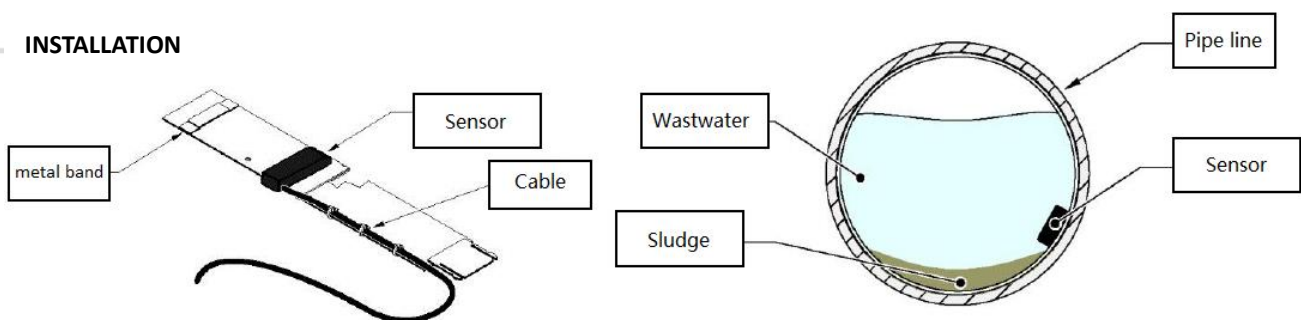 INSTALLATION
metal band
Sensor
Cable
Wastwater
Sludge
Pipe line
Sensor